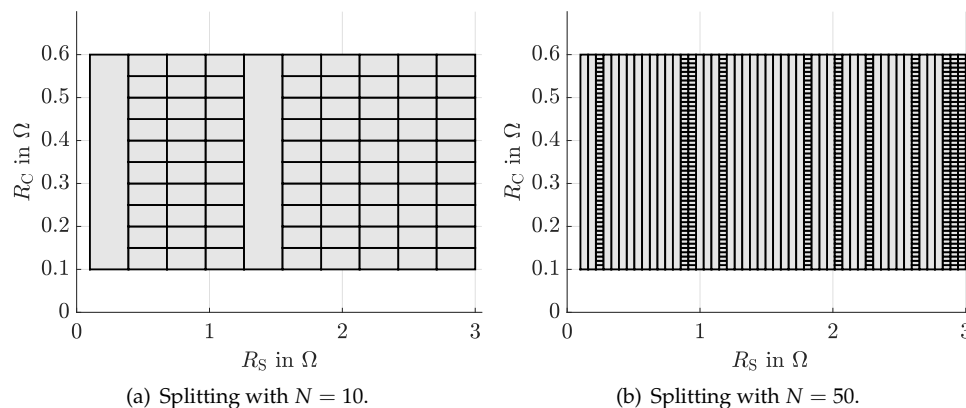 0.6
0.5
0.4
0.3
0.2
0.1
0
R_C in Ω
0 1 2 3
R_S in Ω
(a) Splitting with N = 10.
0.6
0.5
0.4
0.3
0.2
0.1
0
R_C in Ω
0 1 2 3
R_S in Ω
(b) Splitting with N = 50.